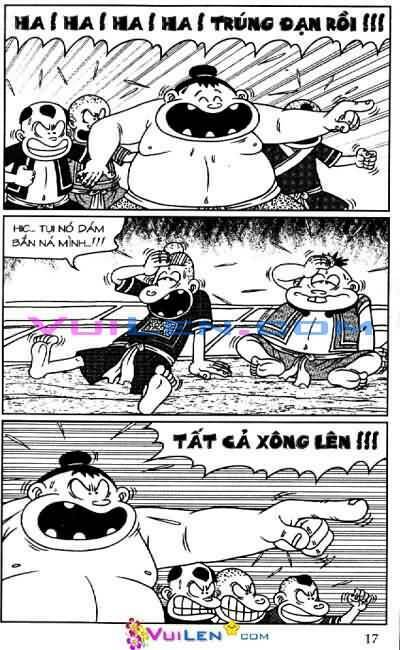 HA! HA! HA! HA! TRÚNG ĐẠN RỒI!!!
HIC... TỤI NÓ DÁM
BẮN NÁ MÌNH...!!!
VUILEN.COM
TẤT CẢ XÔNG LÊN!!!
17
VUILEN.COM